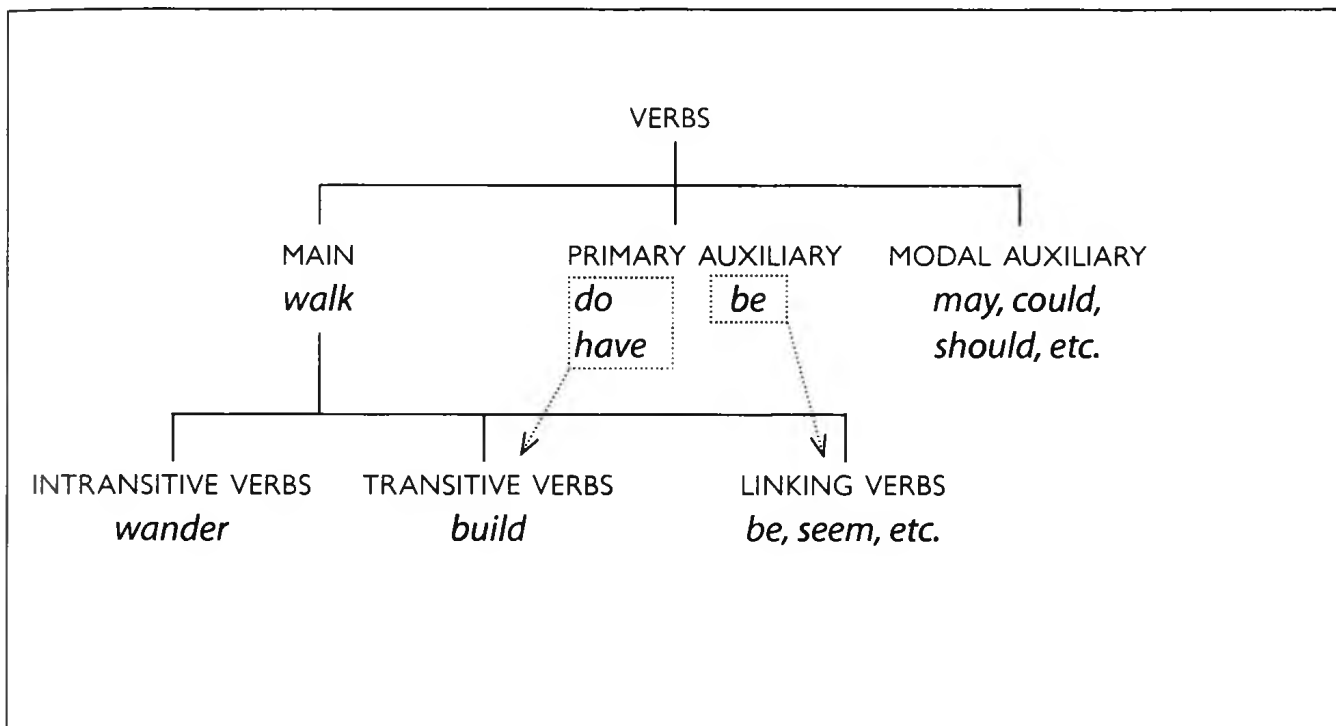 VERBS
MAIN PRIMARY AUXILIARY MODAL AUXILIARY
walk do be may, could,
have should, etc.
INTRANSITIVE VERBS TRANSITIVE VERBS LINKING VERBS
wander build be, seem, etc.